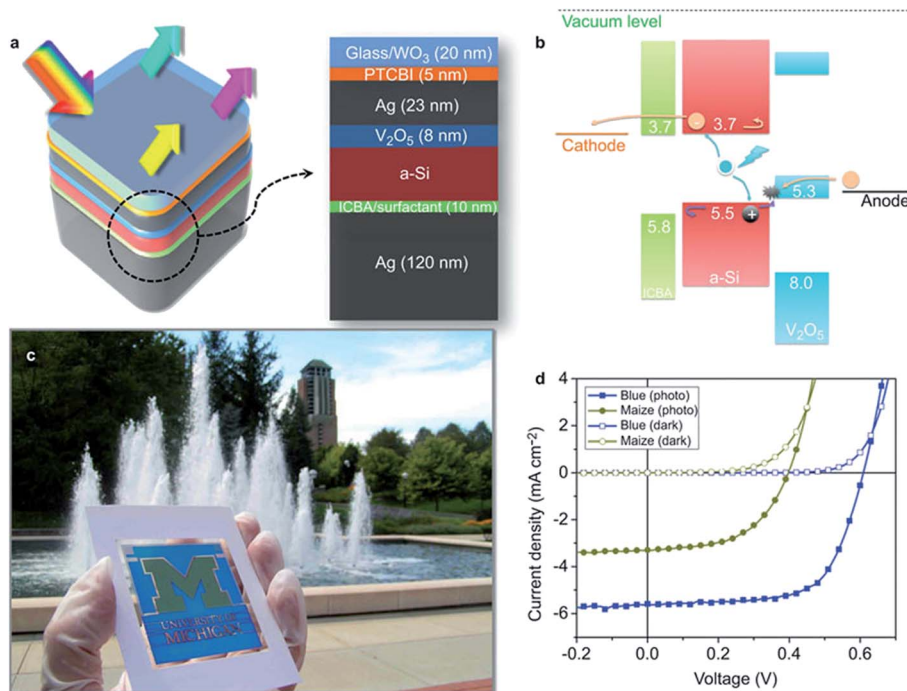 a
Glass/WO₃ (20 nm)
PTCBI (5 nm)
Ag (23 nm)
V₂O₅ (8 nm)
a-Si
ICBA/surfactant (10 nm)
Ag (120 nm)
Vacuum level
b
3.7
3.7
Cathode
5.3
Anode
5.5
+
5.8
a-Si
ICBA
8.0
V₂O₅
c
M
UNIVERSITY OF
MICHIGAN
d
Blue (photo)
Maize (photo)
Blue (dark)
Maize (dark)
Current density (mA cm⁻²)
4
2
0
-2
-4
-6
-0.2
0.0
0.2
0.4
0.6
Voltage (V)